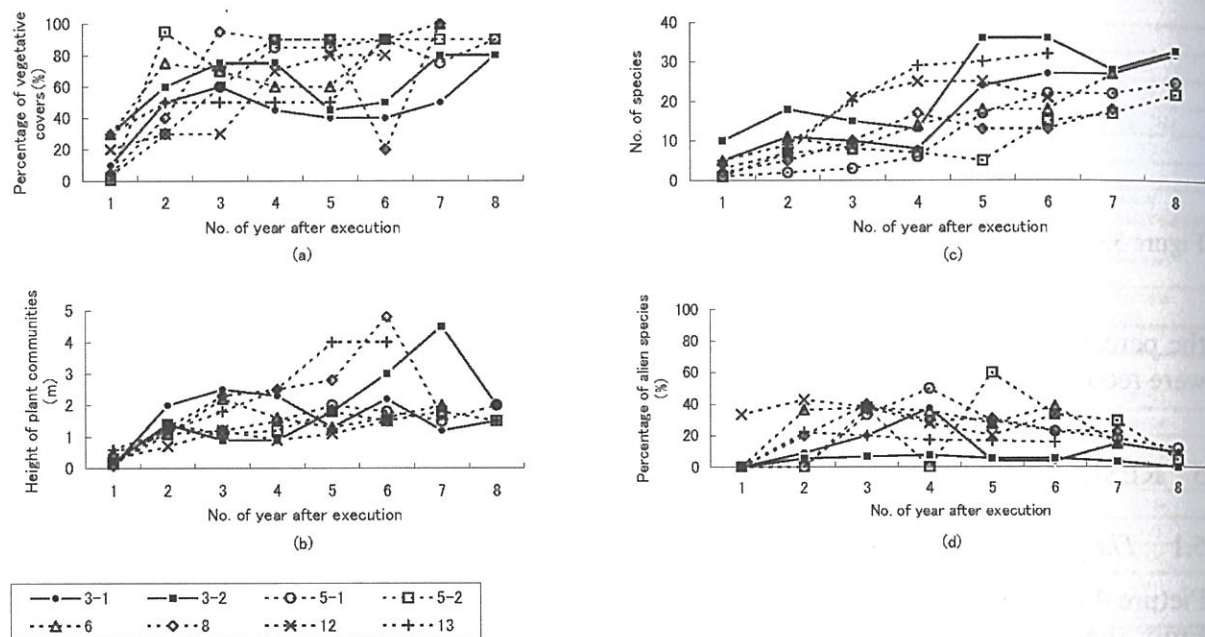 Percentage of vegetative
covers(%)
100
80
60
40
20
0
1 2 3 4 5 6 7 8
No. of year after execution
(a)
No. of species
40
30
20
10
0
1 2 3 4 5 6 7 8
No. of year after execution
(c)
Height of plant communities
(m)
5
4
3
2
1
0
1 2 3 4 5 6 7 8
No. of year after execution
(b)
Percentage of alien species
(%)
100
80
60
40
20
0
1 2 3 4 5 6 7 8
No. of year after execution
(d)
3-1 3-2 5-1 5-2
6 8 12 13